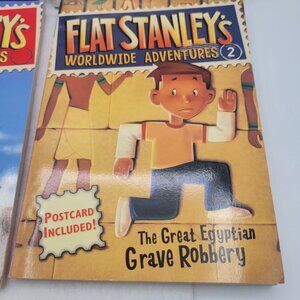 Y's
S
FLAT STANLEY's
WORLDWIDE ADVENTURES 2
POSTCARD
INCLUDED!
The Great Egyptian
Grave Robbery